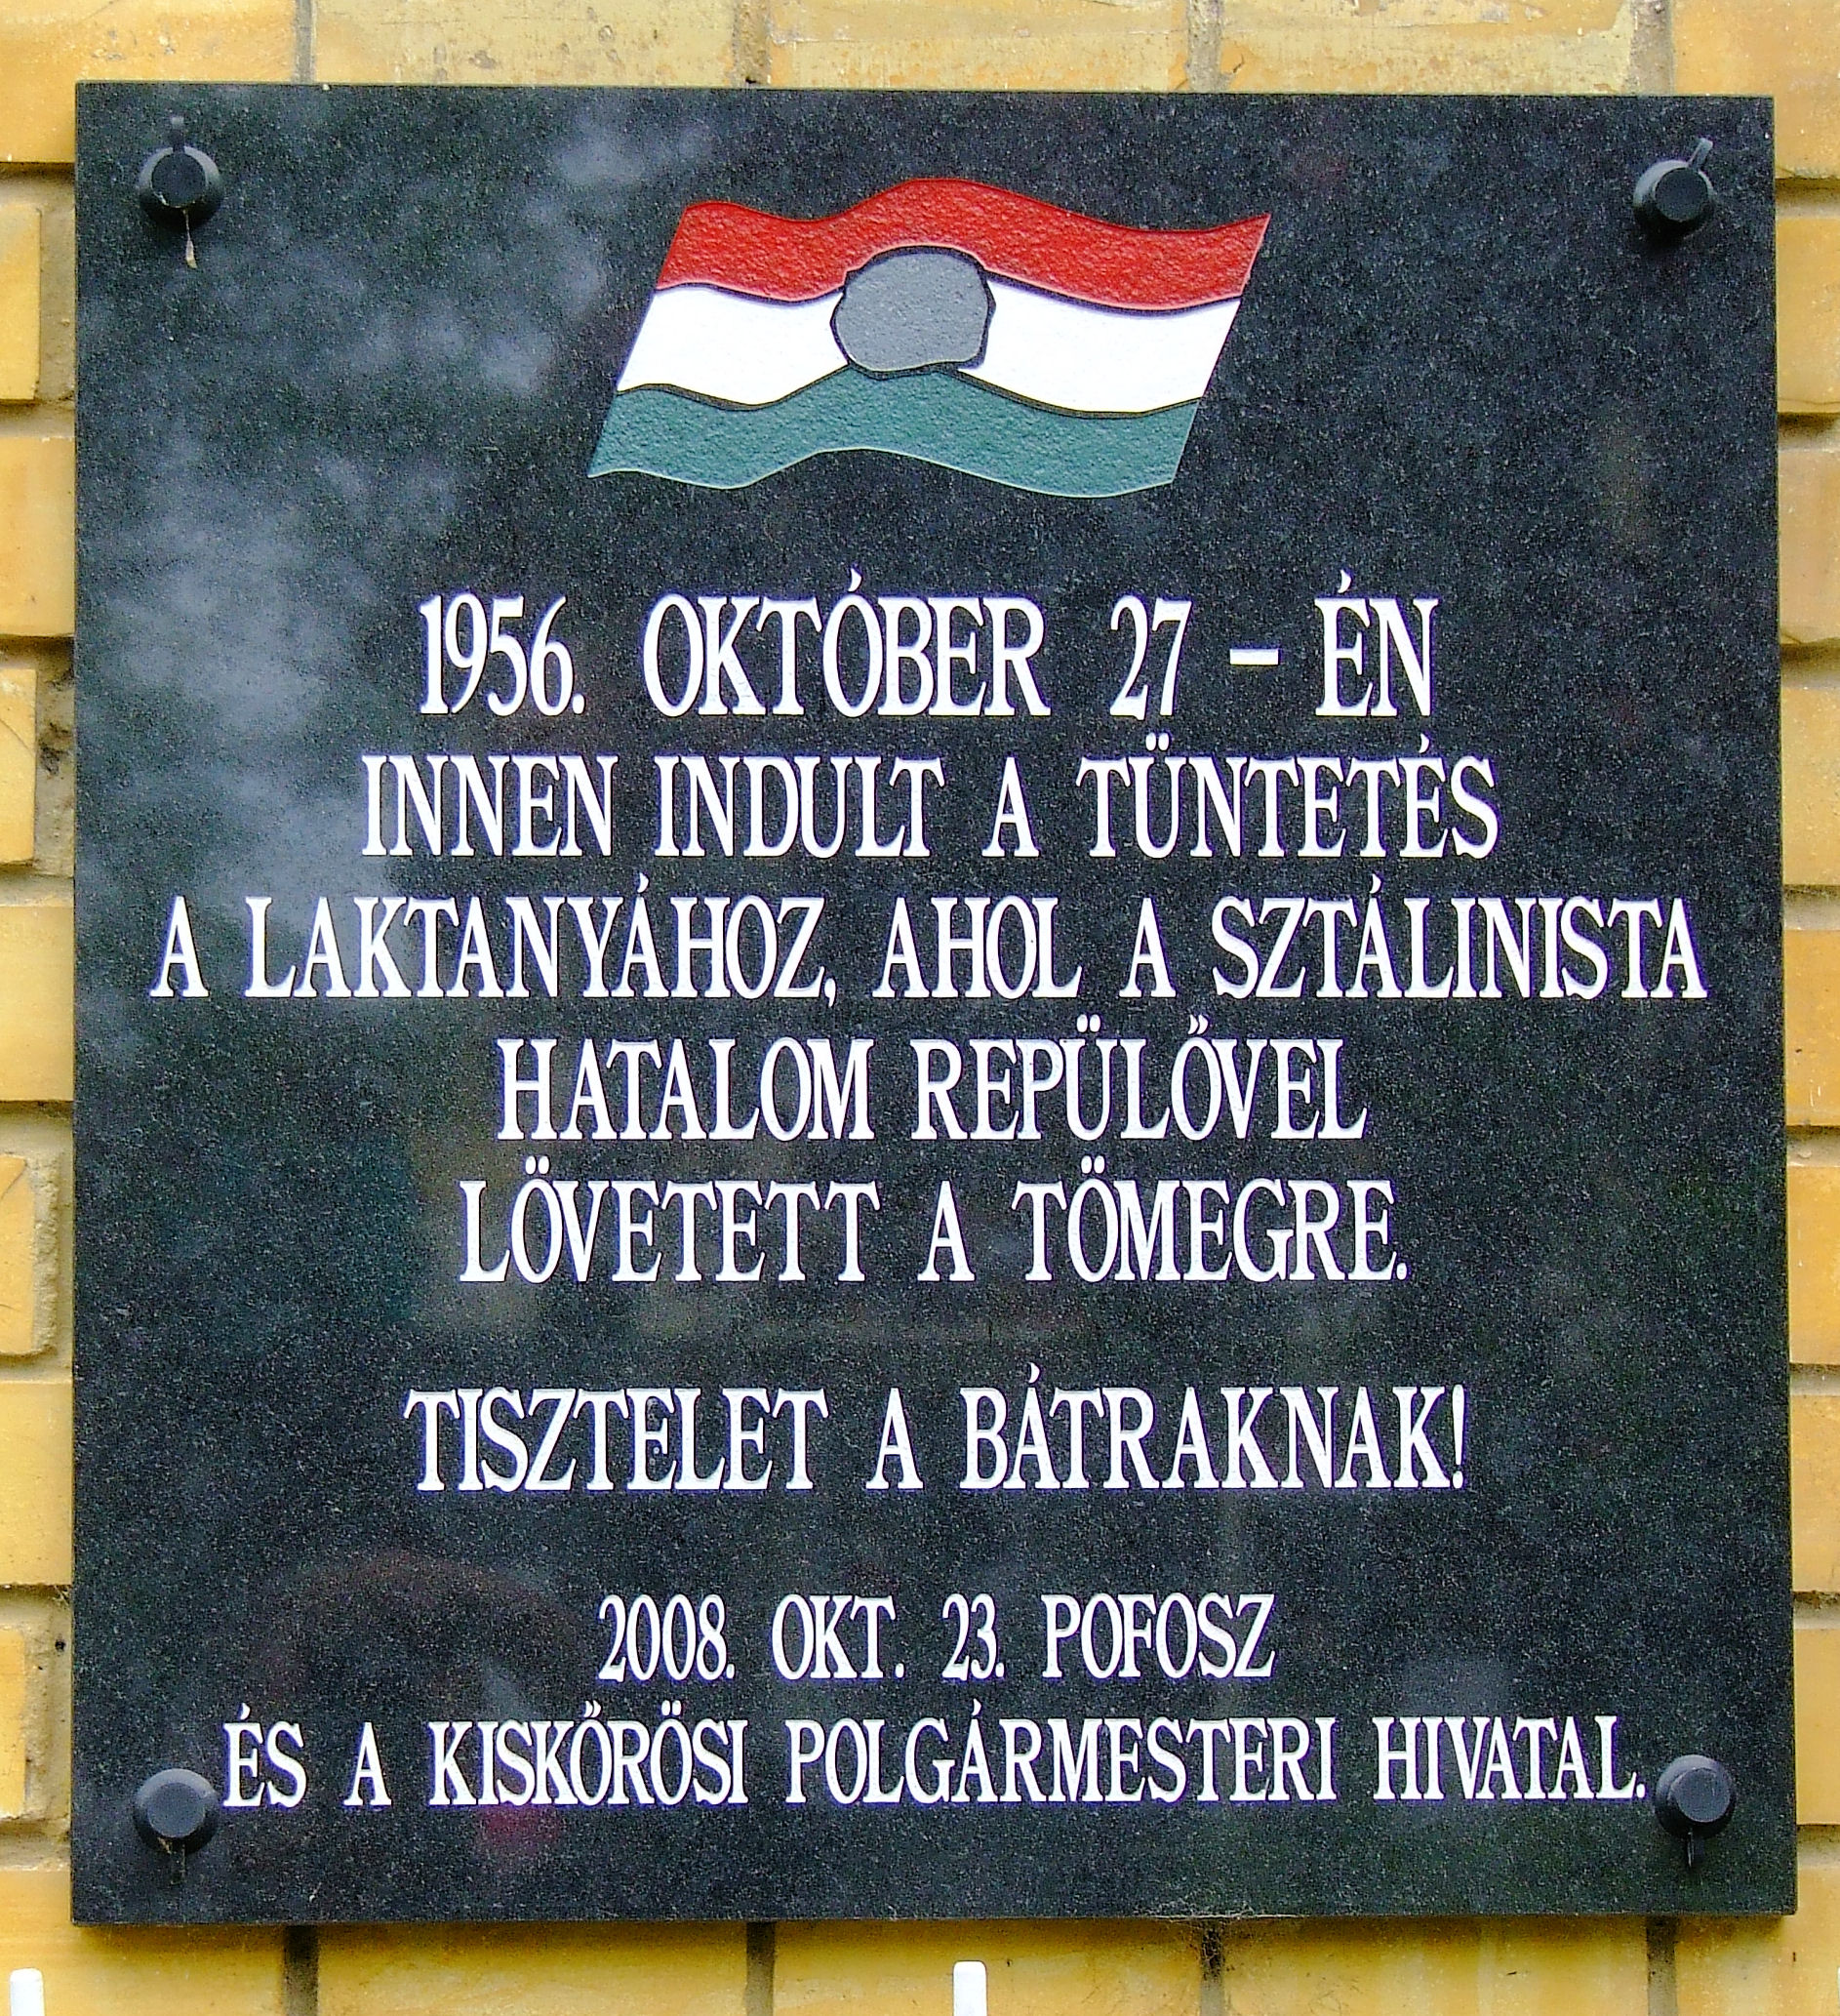 1956. OKTÓBER 27 - ÉN
INNEN INDULT A TÜNTETÉS
A LAKTANYÁHOZ, AHOL A SZTÁLINISTA
HATALOM REPÜLŐVEL
LÖVETETT A TÖMEGRE.
TISZTELET A BÁTRAKNAK!
2008. OKT. 23. POFOSZ
ÉS A KISKŐRÖSI POLGÁRMESTERI HIVATAL.